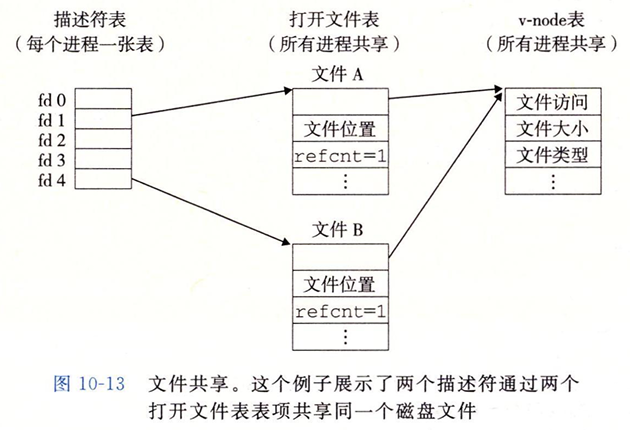 描述符表
（每个进程一张表）
打开文件表
（所有进程共享）
v-node表
（所有进程共享）
fd 0
fd 1
fd 2
fd 3
fd 4
文件 A
文件位置
refcnt=1
⋮
文件 B
文件位置
refcnt=1
⋮
文件访问
文件大小
文件类型
⋮
图 10-13 文件共享。这个例子展示了两个描述符通过两个
打开文件表表项共享同一个磁盘文件